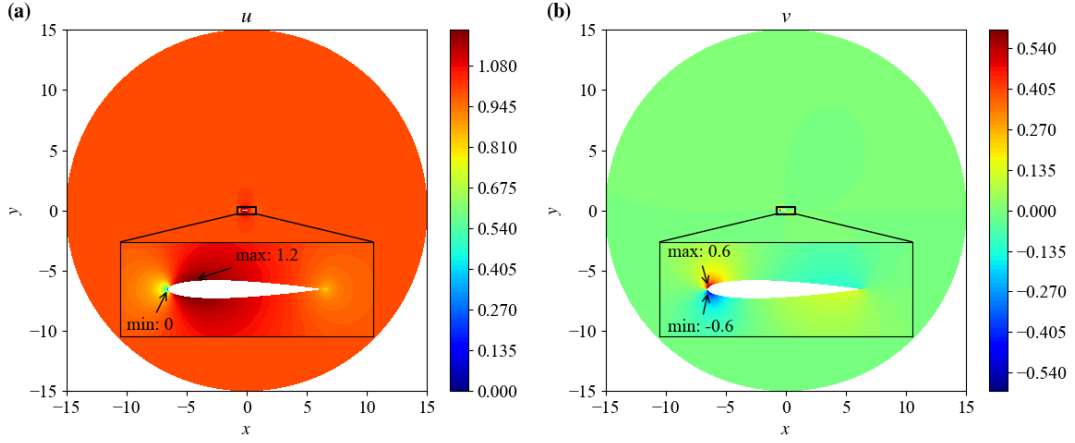 (a)
u
15
10
5
0
−5
−10
−15
y
−15 −10 −5 0 5 10 15
x
max: 1.2
min: 0
1.080
0.945
0.810
0.675
0.540
0.405
0.270
0.135
0.000
(b)
v
15
10
5
0
−5
−10
−15
y
−15 −10 −5 0 5 10 15
x
max: 0.6
min: -0.6
0.540
0.405
0.270
0.135
0.000
−0.135
−0.270
−0.405
−0.540